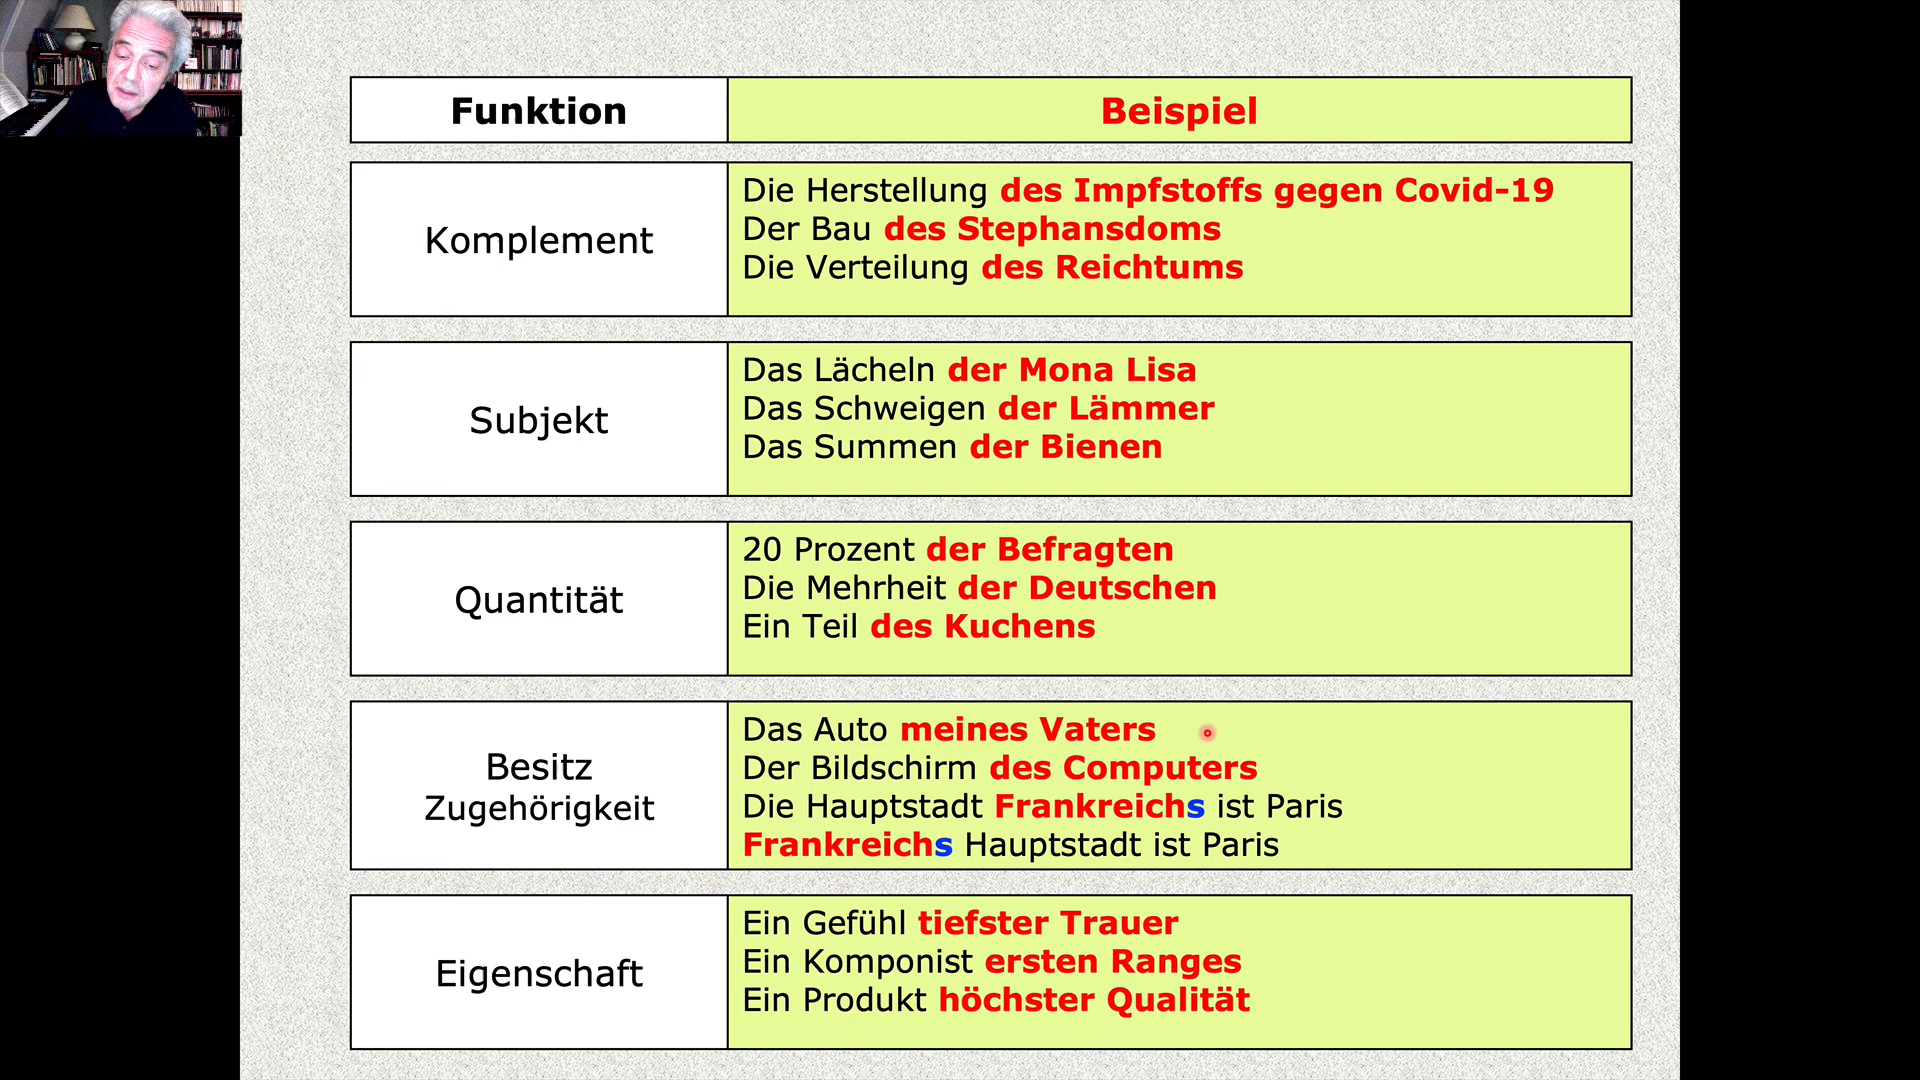 Funktion
Beispiel
Komplement
Die Herstellung des Impfstoffs gegen Covid-19
Der Bau des Stephansdoms
Die Verteilung des Reichtums
Subjekt
Das Lächeln der Mona Lisa
Das Schweigen der Lämmer
Das Summen der Bienen
Quantität
20 Prozent der Befragten
Die Mehrheit der Deutschen
Ein Teil des Kuchens
Besitz
Zugehörigkeit
Das Auto meines Vaters
Der Bildschirm des Computers
Die Hauptstadt Frankreichs ist Paris
Frankreichs Hauptstadt ist Paris
Eigenschaft
Ein Gefühl tiefster Trauer
Ein Komponist ersten Ranges
Ein Produkt höchster Qualität